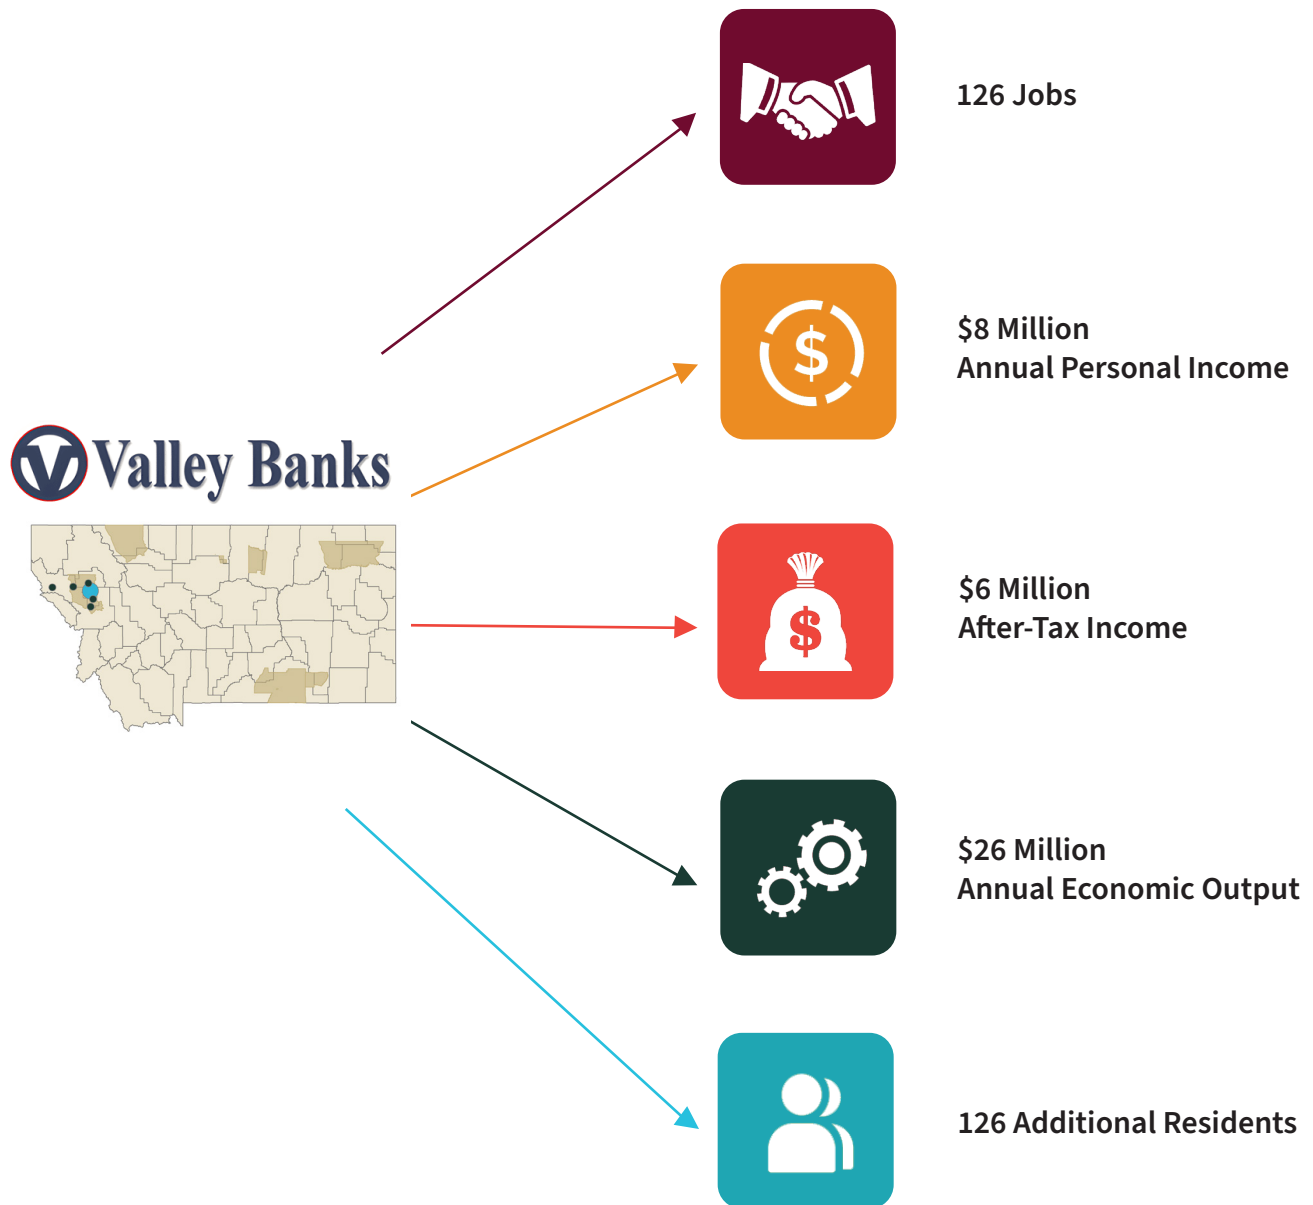 126 Jobs
$8 Million
Annual Personal Income
$
Valley Banks
$6 Million
After-Tax Income
$
$26 Million
Annual Economic Output
126 Additional Residents